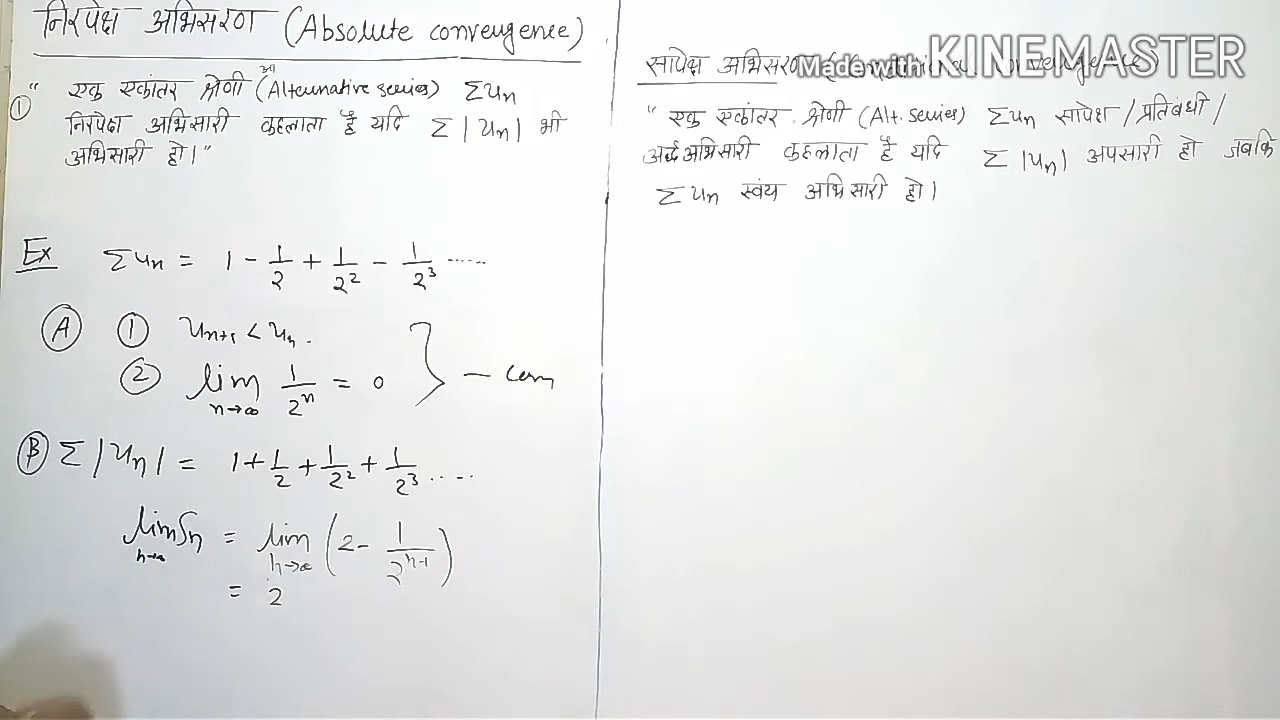 निरपेक्ष अभिसरण (Absolute convergence)
① " एक एकांतर श्रेणी (Alternative series) Σun
निरपेक्ष अभिसारी कहलाता है यदि Σ|un| भी
अभिसारी हो।"
Ex Σun = 1 - 1/2 + 1/2² - 1/2³ ......
Ⓐ ① un+1 < un .
② lim n→∞ 1/2ⁿ = 0 } —
Ⓑ Σ|un| = 1 + 1/2 + 1/2² + 1/2³ .....
lim n→∞ Sn = lim n→∞ (2 - 1/2ⁿ⁻¹)
= 2
सापेक्ष अभिसरण
Made with KINEMASTER
" एक एकांतर श्रेणी (Alt. series) Σun सापेक्ष / प्रतिबंधी /
अर्द्धअभिसारी कहलाता है यदि Σ|un| अपसारी हो जबकि
Σun स्वंय अभिसारी हो।